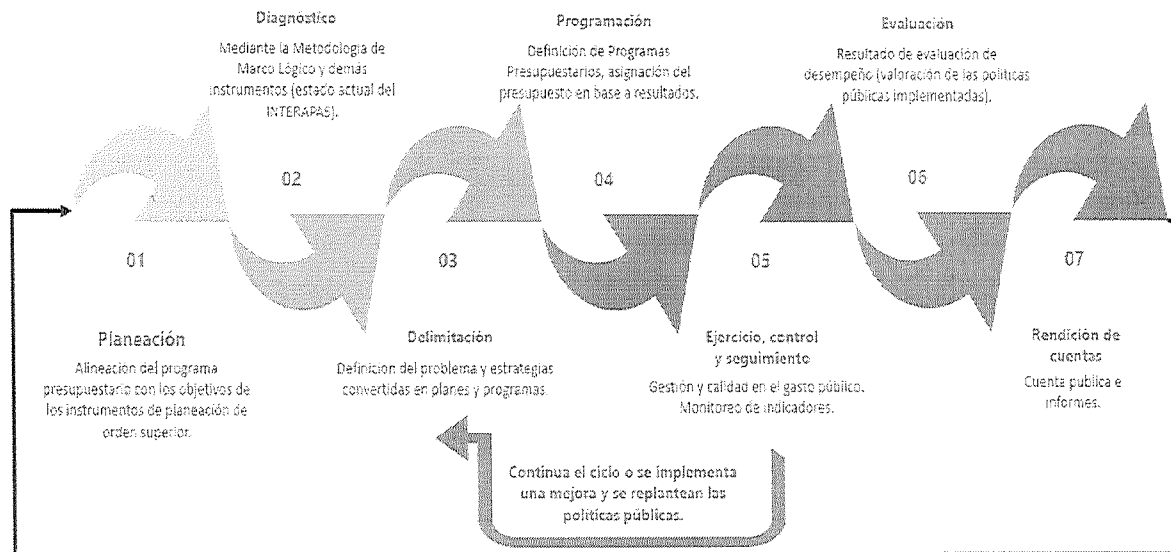 Diagnóstico
Mediante la Metodología de
Marco Lógico y demás
instrumentos (estado actual del
INTERAPAS).
Programación
Definición de Programas
Presupuestarios, asignación del
presupuesto en base a resultados.
Evaluación
Resultado de evaluación de
desempeño (valoración de las políticas
públicas implementadas).
02
04
06
01
03
05
07
Planeación
Alineación del programa
presupuestario con los objetivos de
los instrumentos de planeación de
orden superior.
Delimitación
Definición del problema y estrategias
convertidas en planes y programas.
Ejercicio, control
y seguimiento
Gestión y calidad en el gasto público.
Monitoreo de indicadores.
Rendición de
cuentas
Cuenta publica e
informes.
Continua el ciclo o se implementa
una mejora y se replantean las
políticas públicas.